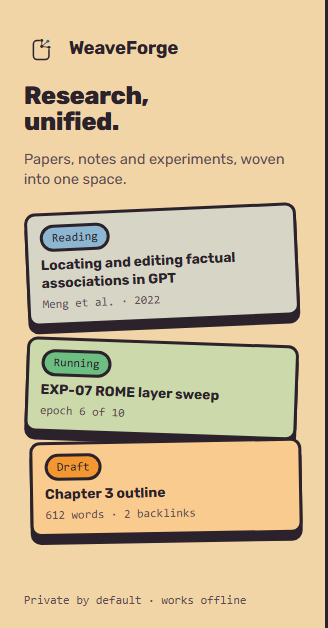 WeaveForge
Research,
unified.
Papers, notes and experiments, woven
into one space.
Reading
Locating and editing factual
associations in GPT
Meng et al. · 2022
Running
EXP-07 ROME layer sweep
epoch 6 of 10
Draft
Chapter 3 outline
612 words · 2 backlinks
Private by default · works offline